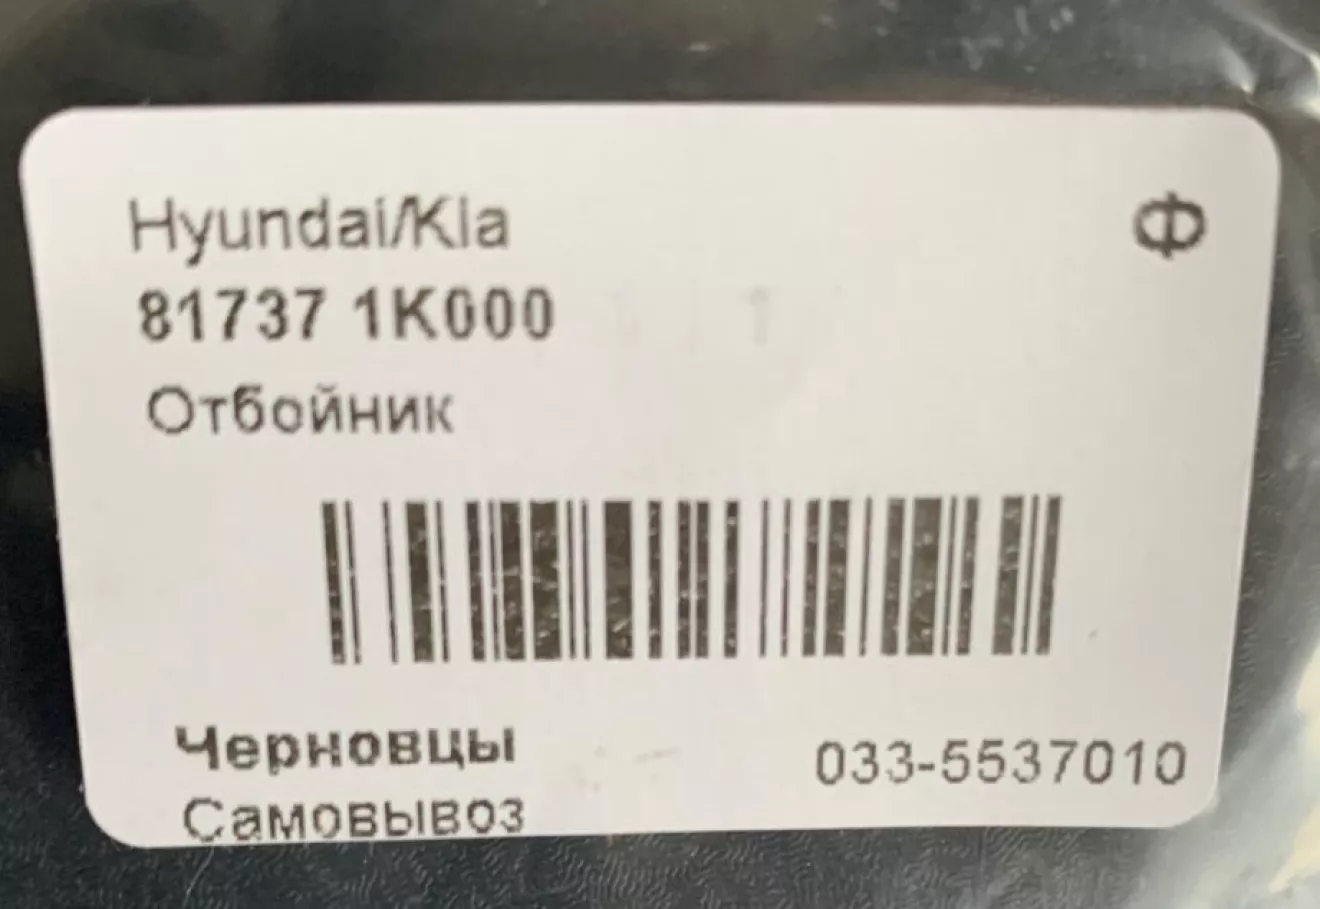 Hyundai/Kia
Ф
81737 1K000
Отбойник
Черновцы
033-5537010
Самовывоз